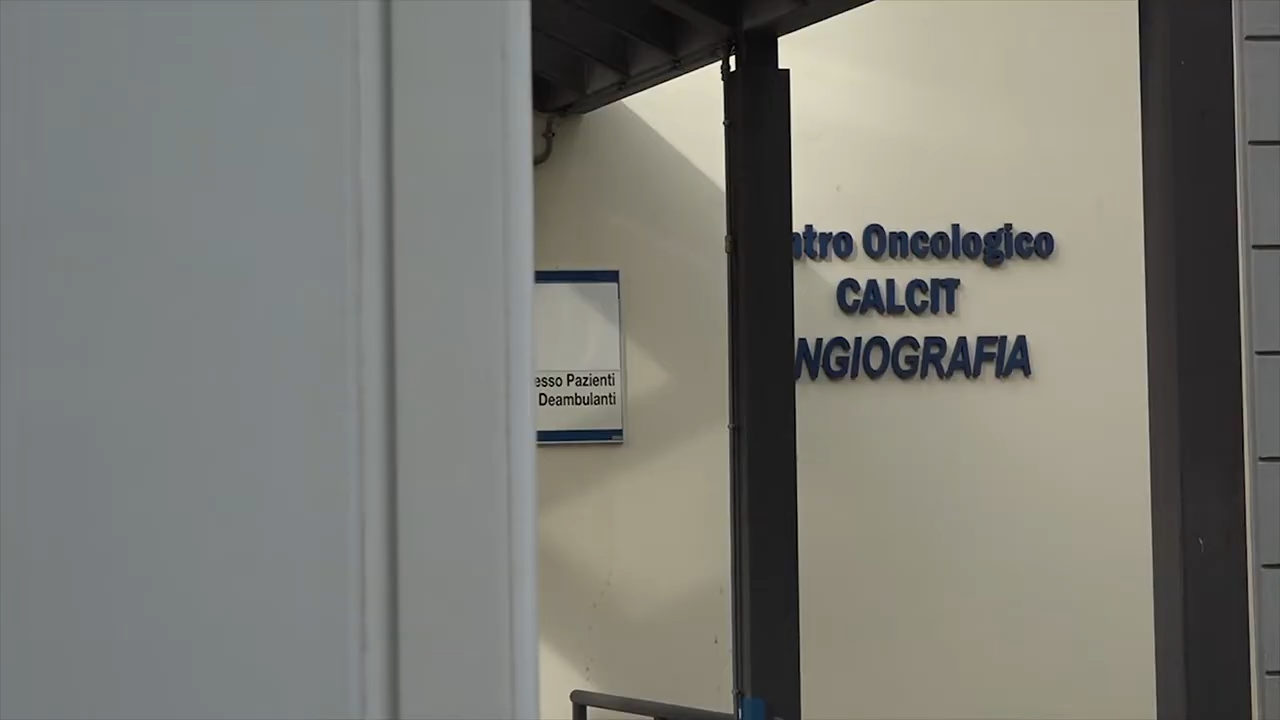 esso Pazienti
Deambulanti
ntro Oncologico
CALCIT
NGIOGRAFIA